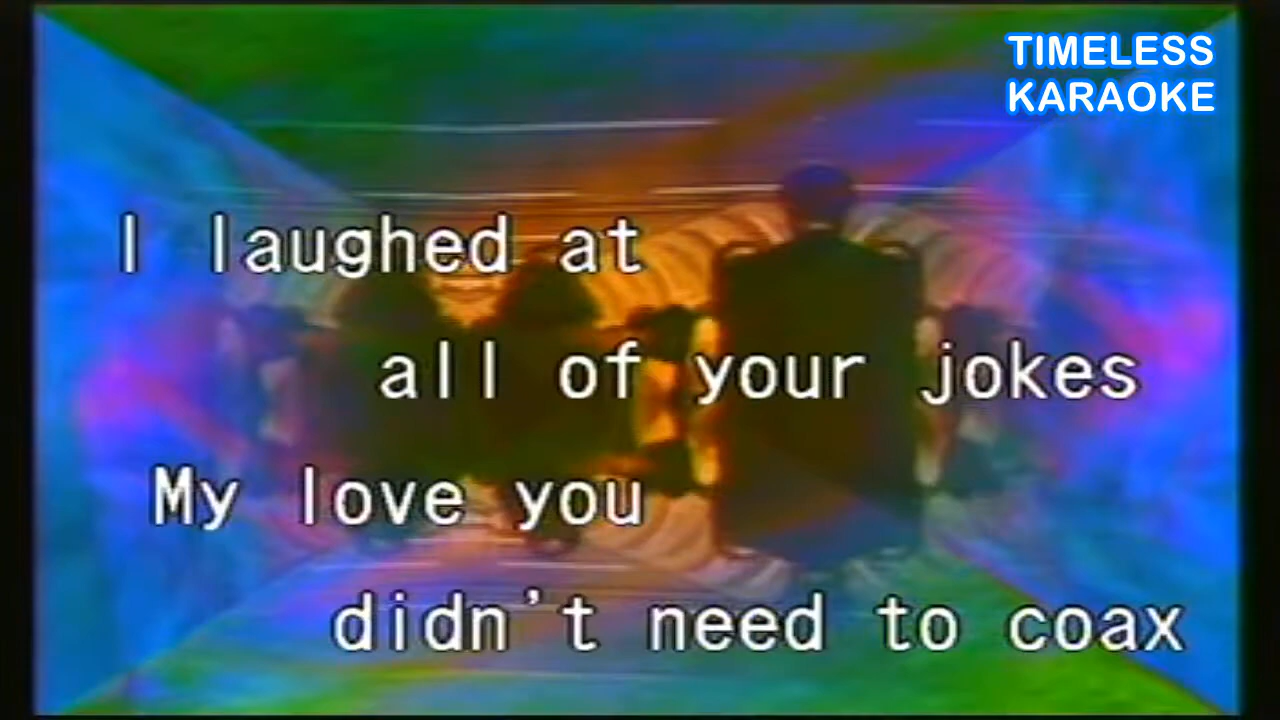 TIMELESS
KARAOKE
I laughed at
all of your jokes
My love you
didn't need to coax